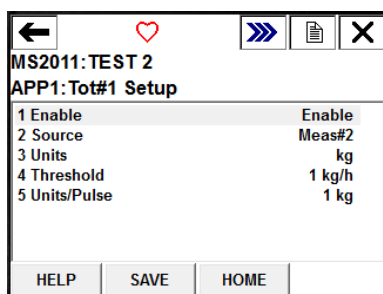 MS2011:TEST 2
APP1:Tot#1 Setup
1 Enable Enable
2 Source Meas#2
3 Units kg
4 Threshold 1 kg/h
5 Units/Pulse 1 kg
HELP SAVE HOME